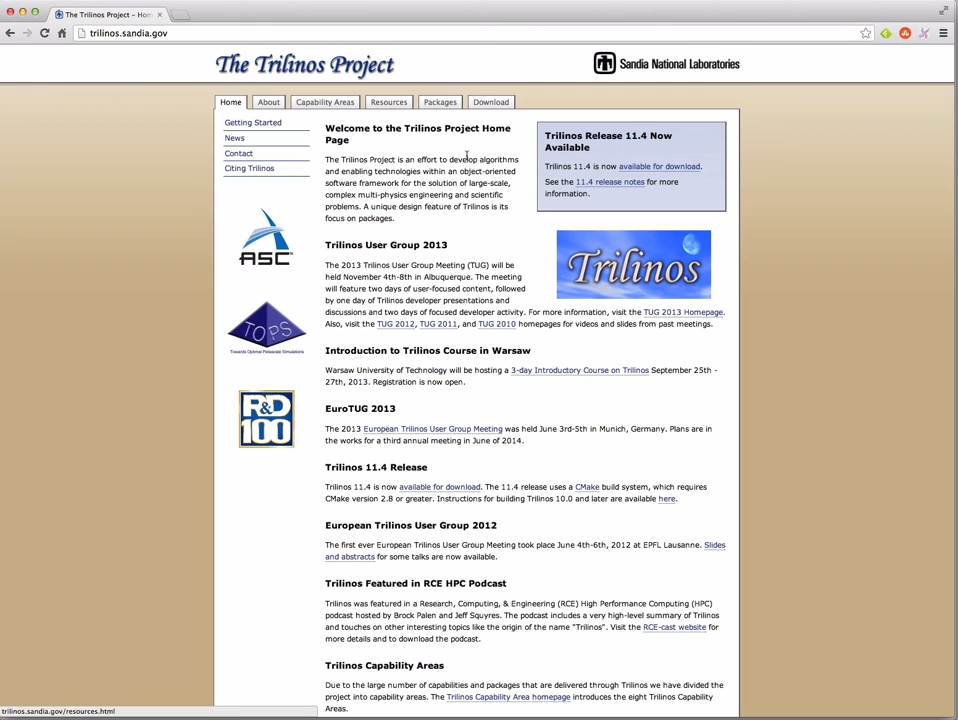 The Trilinos Project – Hom
trilinos.sandia.gov
The Trilinos Project
Sandia National Laboratories
Home
About
Capability Areas
Resources
Packages
Download
Getting Started
News
Contact
Citing Trilinos
ASC
TOPS
Towards Optimal Petascale Simulations
R&D
100
Welcome to the Trilinos Project Home
Page
The Trilinos Project is an effort to develop algorithms
and enabling technologies within an object-oriented
software framework for the solution of large-scale,
complex multi-physics engineering and scientific
problems. A unique design feature of Trilinos is its
focus on packages.
Trilinos Release 11.4 Now
Available
Trilinos 11.4 is now available for download.
See the 11.4 release notes for more
information.
Trilinos
Trilinos User Group 2013
The 2013 Trilinos User Group Meeting (TUG) will be
held November 4th-8th in Albuquerque. The meeting
will feature two days of user-focused content, followed
by one day of Trilinos developer presentations and
discussions and two days of focused developer activity. For more information, visit the TUG 2013 Homepage.
Also, visit the TUG 2012, TUG 2011, and TUG 2010 homepages for videos and slides from past meetings.
Introduction to Trilinos Course in Warsaw
Warsaw University of Technology will be hosting a 3-day Introductory Course on Trilinos September 25th -
27th, 2013. Registration is now open.
EuroTUG 2013
The 2013 European Trilinos User Group Meeting was held June 3rd-5th in Munich, Germany. Plans are in
the works for a third annual meeting in June of 2014.
Trilinos 11.4 Release
Trilinos 11.4 is now available for download. The 11.4 release uses a CMake build system, which requires
CMake version 2.8 or greater. Instructions for building Trilinos 10.0 and later are available here.
European Trilinos User Group 2012
The first ever European Trilinos User Group Meeting took place June 4th-6th, 2012 at EPFL Lausanne. Slides
and abstracts for some talks are now available.
Trilinos Featured in RCE HPC Podcast
Trilinos was featured in a Research, Computing, & Engineering (RCE) High Performance Computing (HPC)
podcast hosted by Brock Palen and Jeff Squyres. The podcast includes a very high-level summary of Trilinos
and touches on other interesting topics like the origin of the name "Trilinos". Visit the RCE-cast website for
more details and to download the podcast.
Trilinos Capability Areas
Due to the large number of capabilities and packages that are delivered through Trilinos we have divided the
project into capability areas. The Trilinos Capability Area homepage introduces the eight Trilinos Capability
Areas.
trilinos.sandia.gov/resources.html